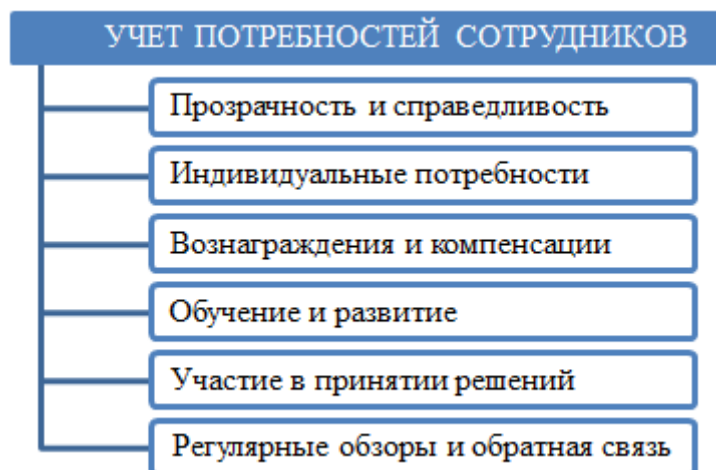 УЧЕТ ПОТРЕБНОСТЕЙ СОТРУДНИКОВ
Прозрачность и справедливость
Индивидуальные потребности
Вознаграждения и компенсации
Обучение и развитие
Участие в принятии решений
Регулярные обзоры и обратная связь